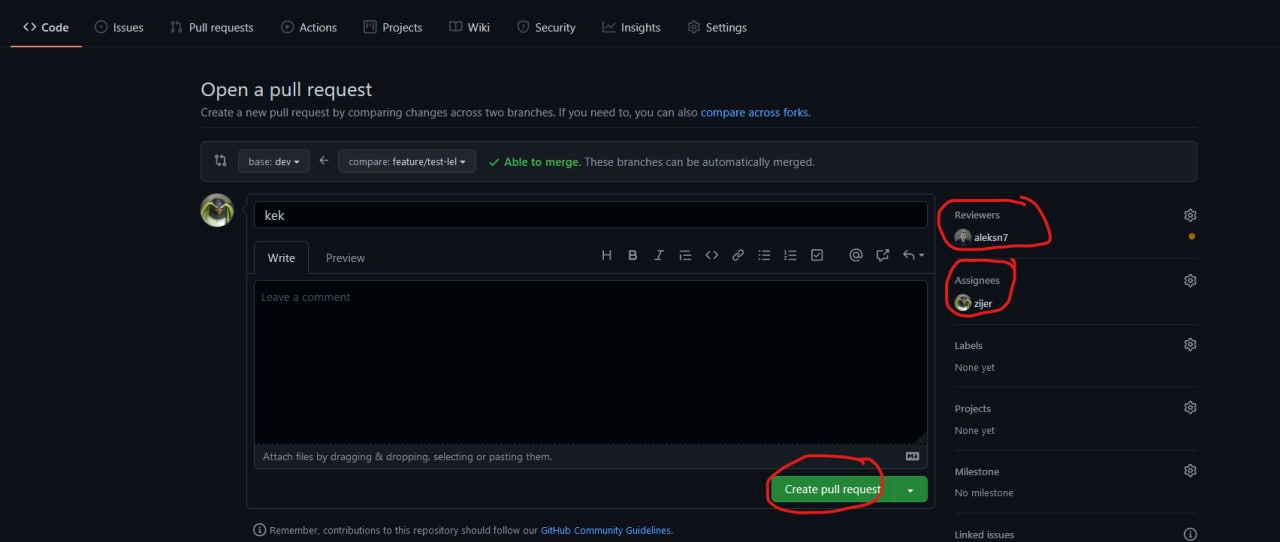 Code Issues Pull requests Actions Projects Wiki Security Insights Settings
Open a pull request
Create a new pull request by comparing changes across two branches. If you need to, you can also compare across forks.
base: dev compare: feature/test-lel Able to merge. These branches can be automatically merged.
kek
Write Preview
Leave a comment
Attach files by dragging & dropping, selecting or pasting them.
Create pull request
Remember, contributions to this repository should follow our GitHub Community Guidelines.
Reviewers
aleksn7
Assignees
zijer
Labels
None yet
Projects
None yet
Milestone
No milestone
Linked issues